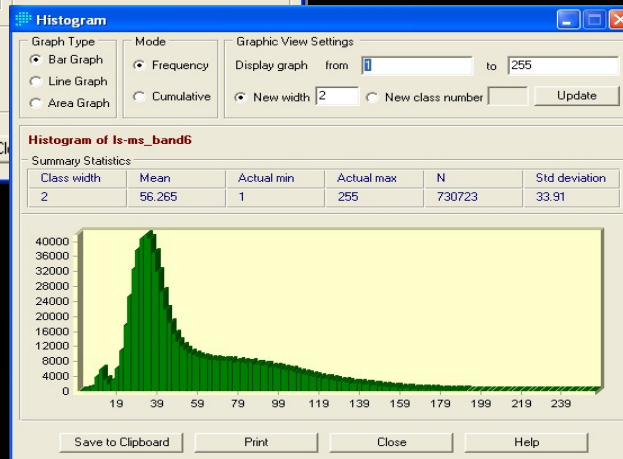 Histogram
Graph Type
Bar Graph
Line Graph
Area Graph
Mode
Frequency
Cumulative
Graphic View Settings
Display graph from 1 to 255
New width 2 New class number Update
Histogram of ls-ms_band6
Summary Statistics
Class width Mean Actual min Actual max N Std deviation
2 56.265 1 255 730723 33.91
40000
36000
32000
28000
24000
20000
16000
12000
8000
4000
0
19 39 59 79 99 119 139 159 179 199 219 239
Save to Clipboard Print Close Help